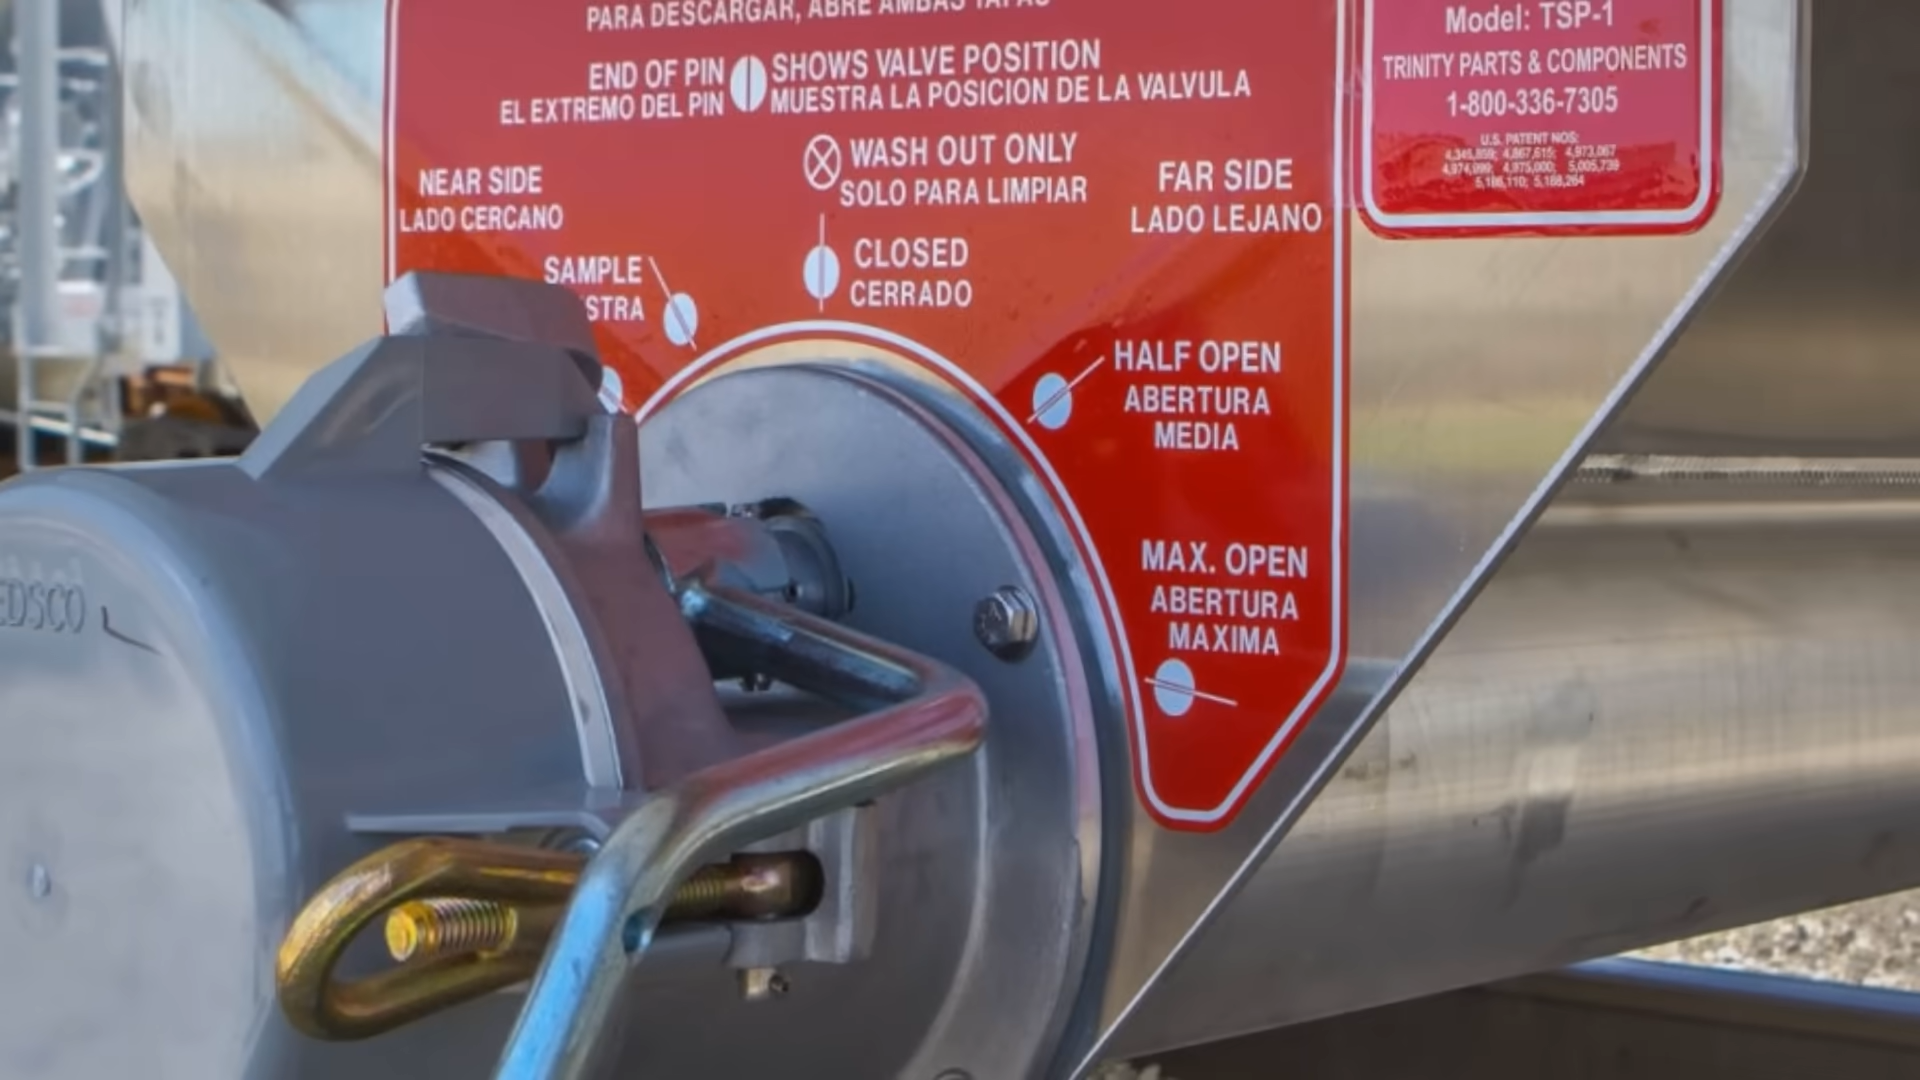 PARA DESCARGAR, ABRE AMBAS TAPAS
END OF PIN SHOWS VALVE POSITION
EL EXTREMO DEL PIN MUESTRA LA POSICION DE LA VALVULA
WASH OUT ONLY
SOLO PARA LIMPIAR
NEAR SIDE
LADO CERCANO
FAR SIDE
LADO LEJANO
SAMPLE
STRA
CLOSED
CERRADO
HALF OPEN
ABERTURA
MEDIA
MAX. OPEN
ABERTURA
MAXIMA
Model: TSP-1
TRINITY PARTS & COMPONENTS
1-800-336-7305
U.S. PATENT NOS:
EDSCO